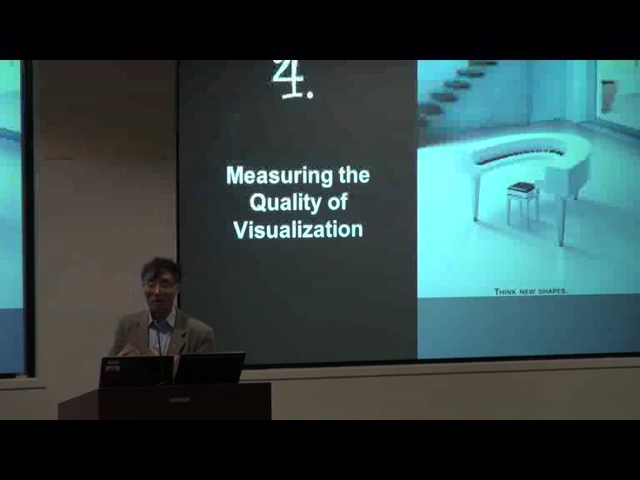 4.
Measuring the
Quality of
Visualization
THINK NEW SHAPES.